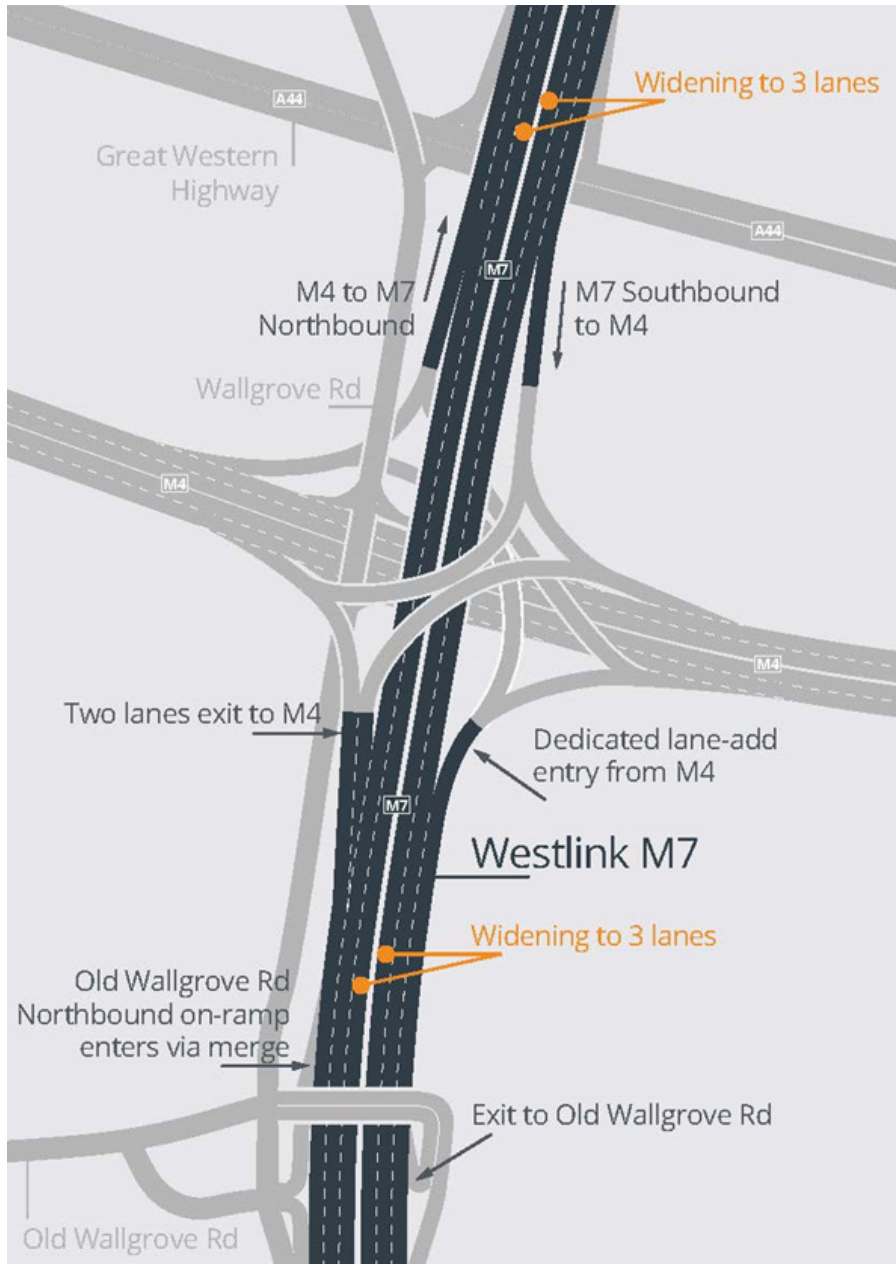 Widening to 3 lanes
A44
Great Western
Highway
A44
M7
M4 to M7
Northbound
M7 Southbound
to M4
Wallgrove Rd
M4
M4
Two lanes exit to M4
Dedicated lane-add
entry from M4
M7
Westlink M7
Widening to 3 lanes
Old Wallgrove Rd
Northbound on-ramp
enters via merge
Exit to Old Wallgrove Rd
Old Wallgrove Rd